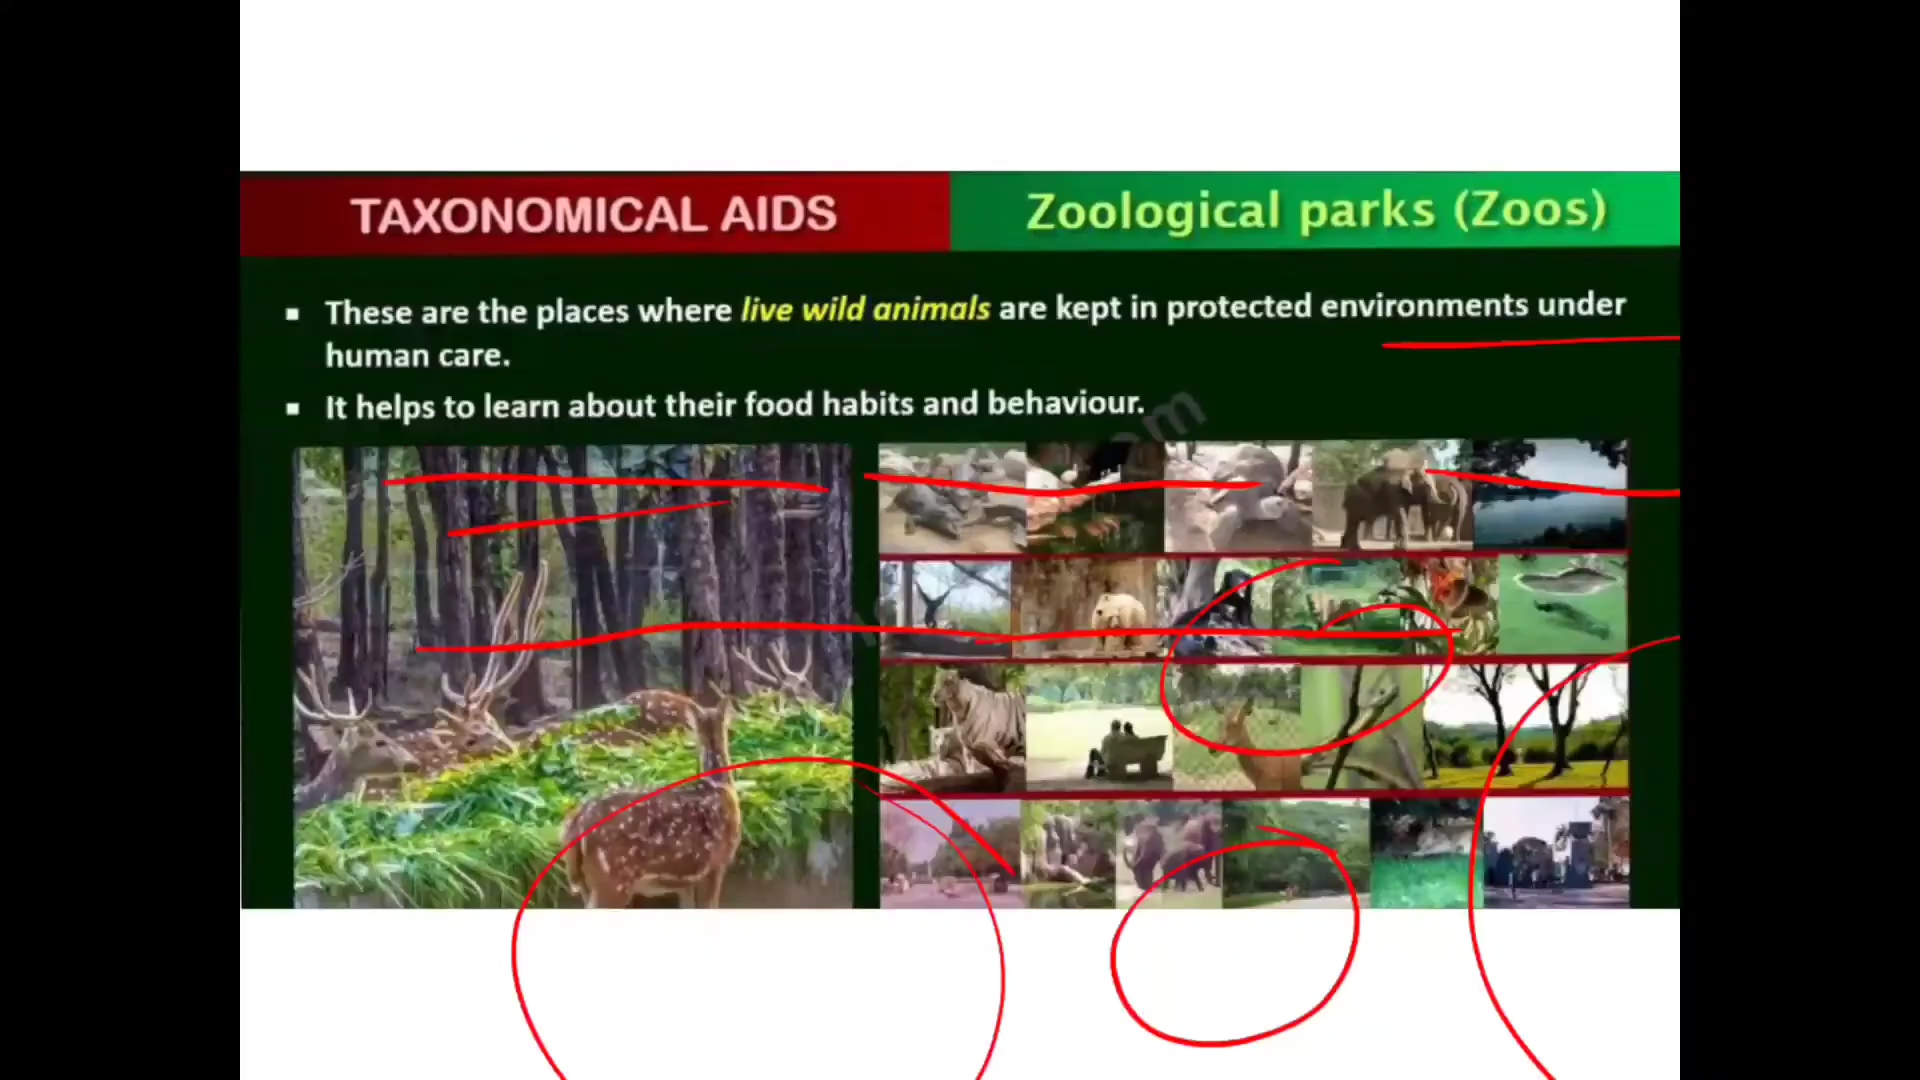 TAXONOMICAL AIDS
Zoological parks (Zoos)
▪ These are the places where live wild animals are kept in protected environments under
human care.
▪ It helps to learn about their food habits and behaviour.